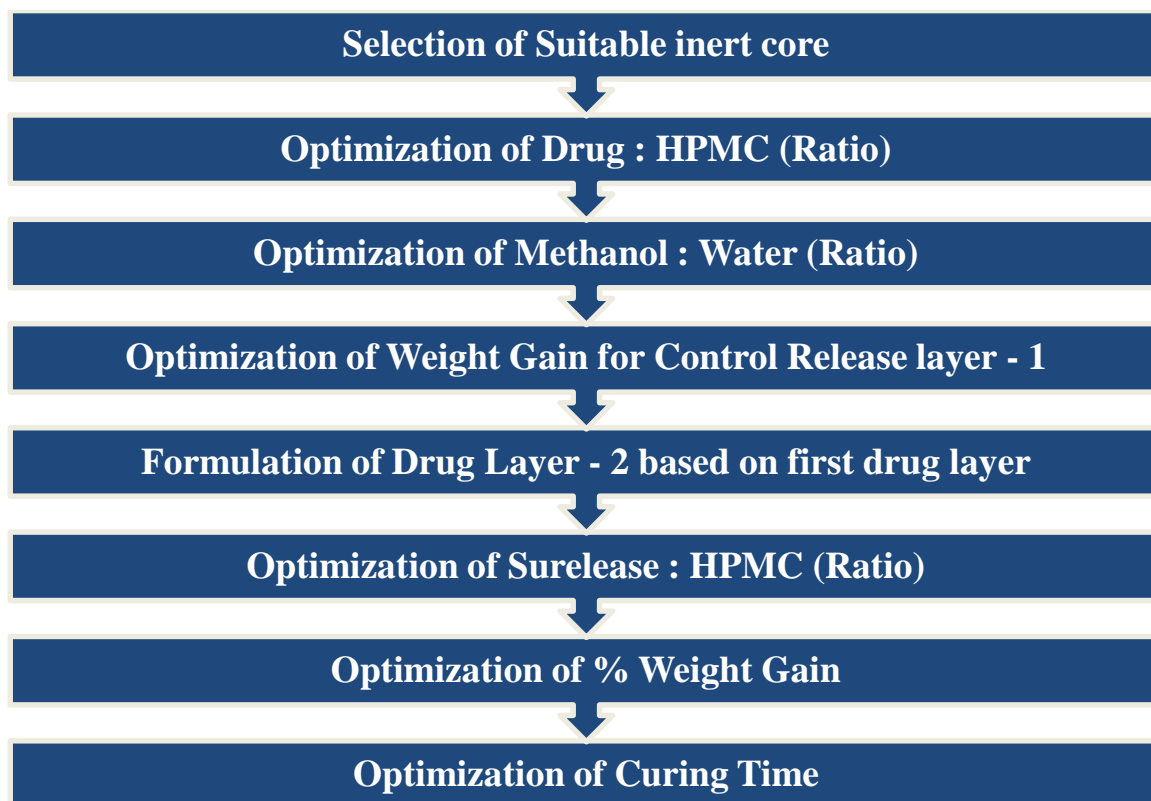 Selection of Suitable inert core
Optimization of Drug : HPMC (Ratio)
Optimization of Methanol : Water (Ratio)
Optimization of Weight Gain for Control Release layer - 1
Formulation of Drug Layer - 2 based on first drug layer
Optimization of Surelease : HPMC (Ratio)
Optimization of % Weight Gain
Optimization of Curing Time